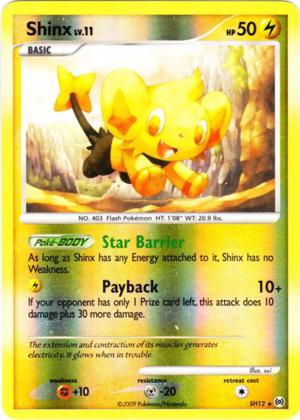 Shinx LV.11 HP 50
BASIC
NO. 403 Flash Pokémon HT: 1'08" WT: 20.9 lbs.
Poké-BODY Star Barrier
As long as Shinx has any Energy attached to it, Shinx has no
Weakness.
Payback 10+
If your opponent has only 1 Prize card left, this attack does 10
damage plus 30 more damage.
The extension and contraction of its muscles generates
electricity. It glows when in trouble.
Illus. sui
weakness resistance retreat cost
+10 -20
©2009 Pokémon/Nintendo SH12